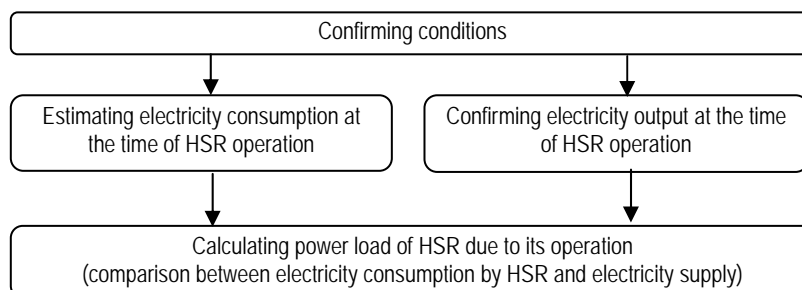 Confirming conditions
Estimating electricity consumption at
the time of HSR operation
Confirming electricity output at the time
of HSR operation
Calculating power load of HSR due to its operation
(comparison between electricity consumption by HSR and electricity supply)